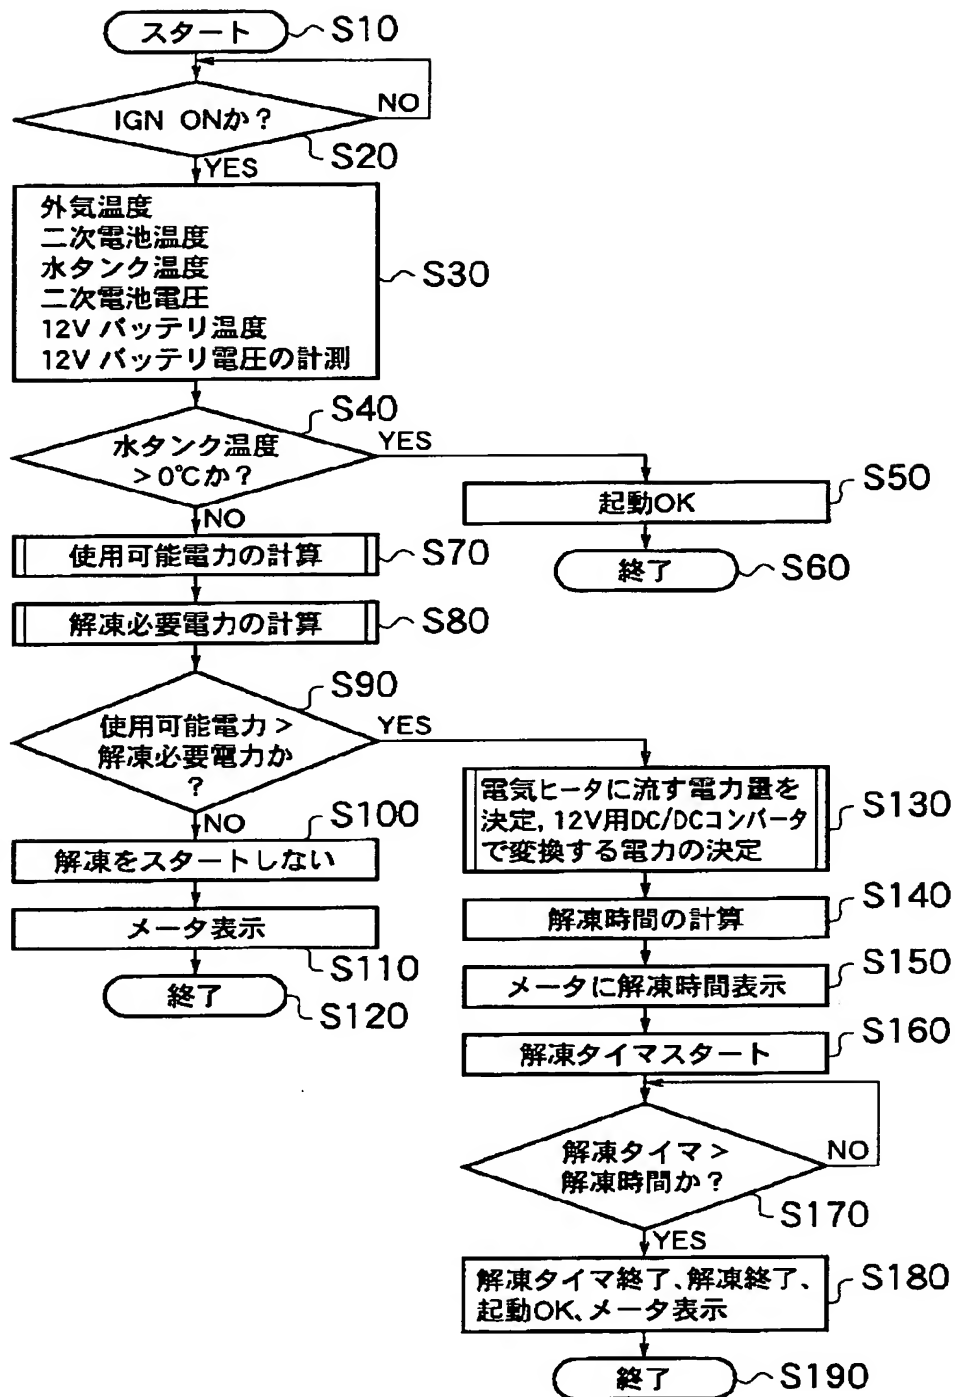 スタート
S10
NO
IGN ONか?
S20
YES
外気温度
二次電池温度
水タンク温度
二次電池電圧
12V バッテリ温度
12V バッテリ電圧の計測
S30
S40
水タンク温度
>0℃か?
YES
NO
起動OK
S50
終了
S60
使用可能電力の計算
S70
解凍必要電力の計算
S80
S90
使用可能電力>
解凍必要電力か
?
YES
NO
S100
解凍をスタートしない
メータ表示
S110
終了
S120
電気ヒータに流す電力量を
決定,12V用DC/DCコンバータ
で変換する電力の決定
S130
解凍時間の計算
S140
メータに解凍時間表示
S150
解凍タイマスタート
S160
解凍タイマ>
解凍時間か?
NO
S170
YES
解凍タイマ終了、解凍終了、
起動OK、メータ表示
S180
終了
S190